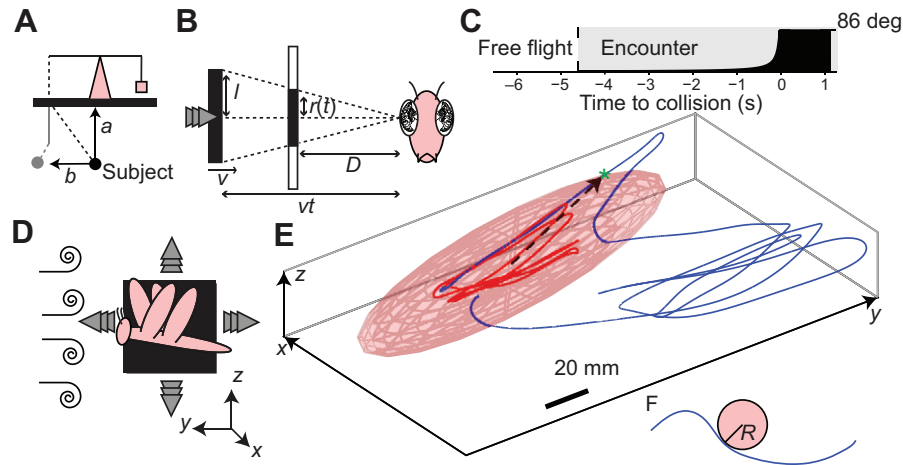 A
a
b
Subject
B
l
r(t)
v
D
vt
C
86 deg
Free flight
Encounter
−6 −5 −4 −3 −2 −1 0 1
Time to collision (s)
D
z
y
x
E
z
x
y
20 mm
F
R